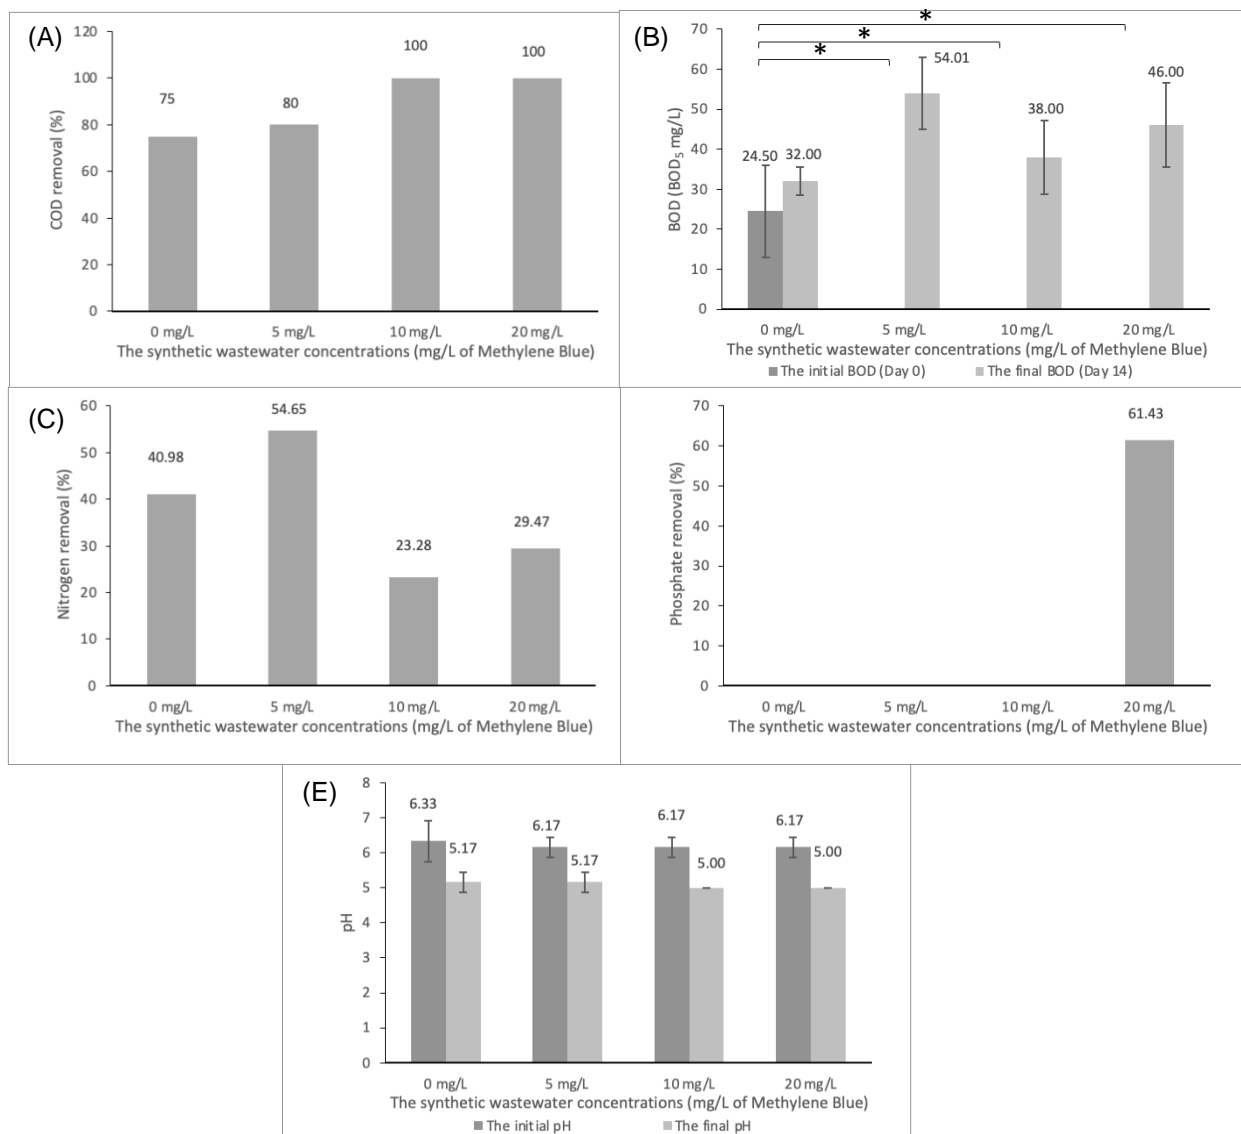 (A)
120
100
80
60
40
20
0
COD removal (%)
75
80
100
100
0 mg/L
5 mg/L
10 mg/L
20 mg/L
The synthetic wastewater concentrations (mg/L of Methylene Blue)
(B)
70
60
50
40
30
20
10
0
BOD (BOD₅ mg/L)
*
*
*
24.50
32.00
54.01
38.00
46.00
0 mg/L
5 mg/L
10 mg/L
20 mg/L
The synthetic wastewater concentrations (mg/L of Methylene Blue)
The initial BOD (Day 0)
The final BOD (Day 14)
(C)
60
50
40
30
20
10
0
Nitrogen removal (%)
40.98
54.65
23.28
29.47
0 mg/L
5 mg/L
10 mg/L
20 mg/L
The synthetic wastewater concentrations (mg/L of Methylene Blue)
70
60
50
40
30
20
10
0
Phosphate removal (%)
61.43
0 mg/L
5 mg/L
10 mg/L
20 mg/L
The synthetic wastewater concentrations (mg/L of Methylene Blue)
(E)
8
7
6
5
4
3
2
1
0
pH
6.33
5.17
6.17
5.17
6.17
5.00
6.17
5.00
0 mg/L
5 mg/L
10 mg/L
20 mg/L
The synthetic wastewater concentrations (mg/L of Methylene Blue)
The initial pH
The final pH